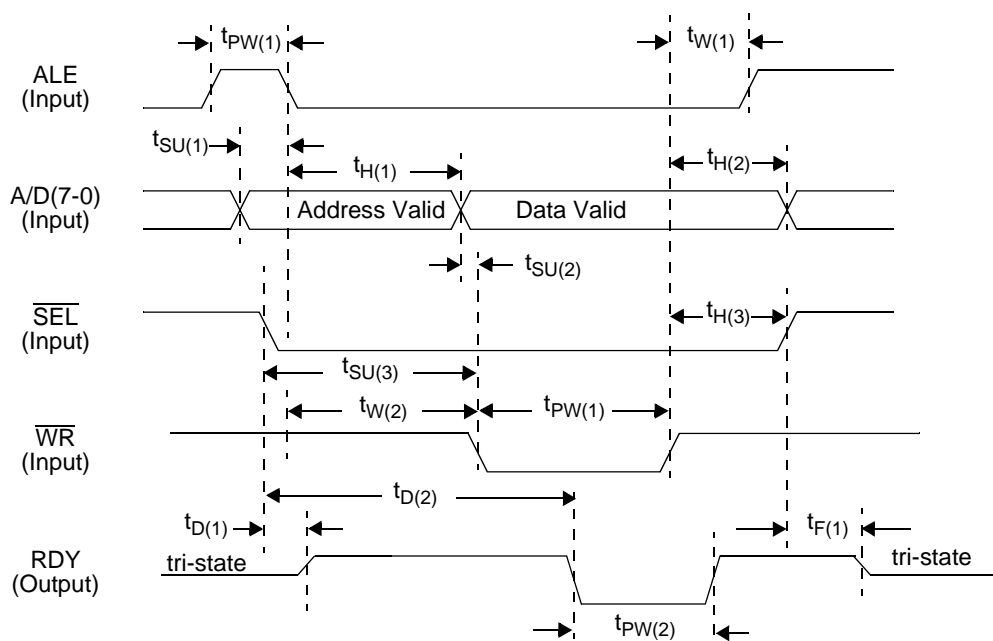 tPW(1)
tW(1)
ALE
(Input)
tSU(1)
tH(1)
tH(2)
A/D(7-0)
(Input)
Address Valid
Data Valid
tSU(2)
SEL
(Input)
tH(3)
tSU(3)
tW(2)
tPW(1)
WR
(Input)
tD(2)
tD(1)
tF(1)
RDY
(Output)
tri-state
tri-state
tPW(2)